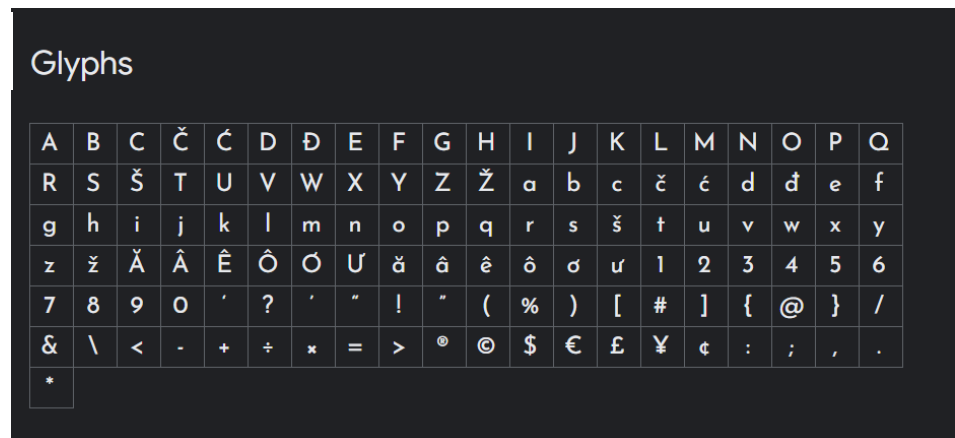 Glyphs
A B C Č Ć D Đ E F G H I J K L M N O P Q
R S Š T U V W X Y Z Ž a b c č ć d đ e f
g h i j k l m n o p q r s š t u v w x y
z ž Ă Â Ê Ô Ơ Ư ă â ê ô ơ ư 1 2 3 4 5 6
7 8 9 0 ‘ ? ’ “ ! ” ( % ) [ # ] { @ } /
& \ < - + ÷ × = > ® © $ € £ ¥ ¢ : ; , .
*